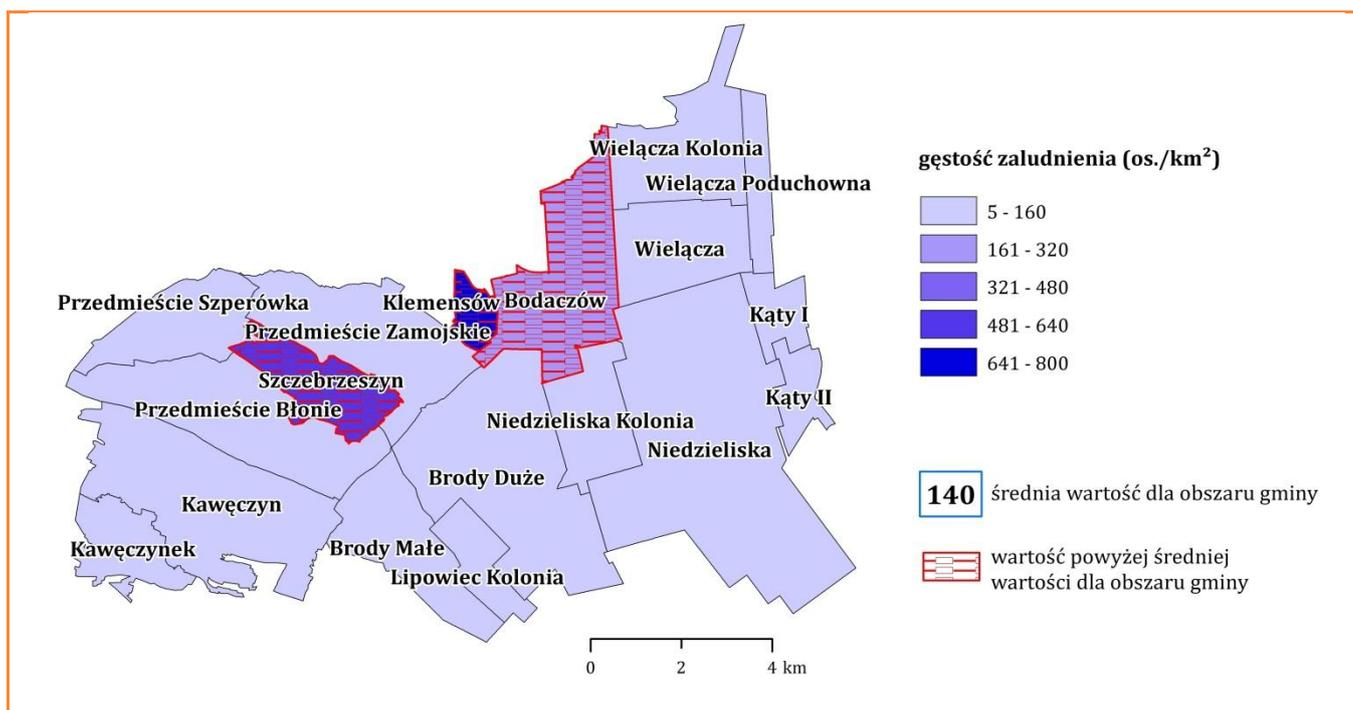 Wielącza Kolonia
Wielącza Poduchowna
Wielącza
Przedmieście Szperówka
Klemensów
Bodaczów
Kąty I
Przedmieście Zamojskie
Szczebrzeszyn
Kąty II
Przedmieście Błonie
Niedzieliska Kolonia
Niedzieliska
Brody Duże
Kawęczyn
Kawęczynek
Brody Małe
Lipowiec Kolonia
0 2 4 km
gęstość zaludnienia (os./km²)
5 - 160
161 - 320
321 - 480
481 - 640
641 - 800
140 średnia wartość dla obszaru gminy
wartość powyżej średniej
wartości dla obszaru gminy